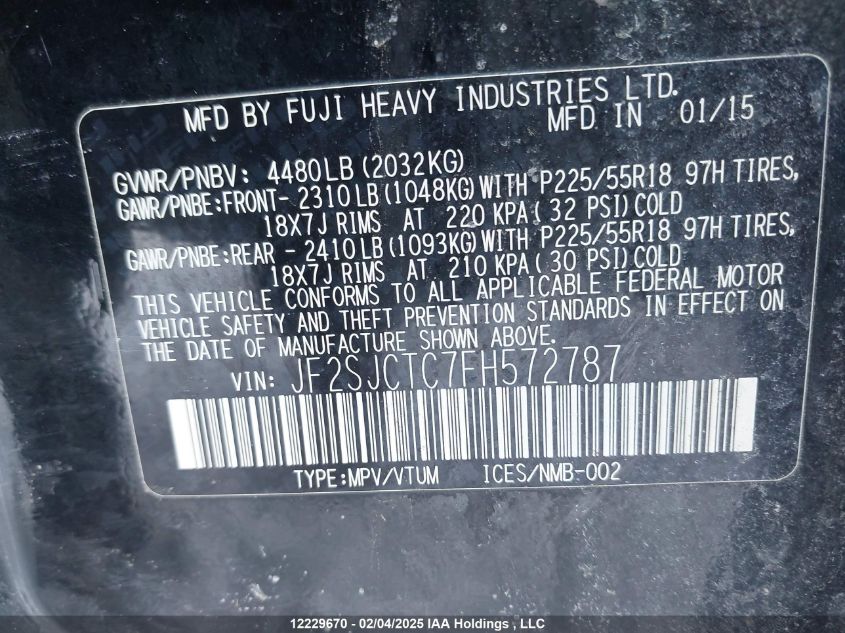 MFD BY FUJI HEAVY INDUSTRIES LTD.
MFD IN 01/15
GVWR/PNBV: 4480LB(2032KG)
GAWR/PNBE:FRONT- 2310LB(1048KG)WITH P225/55R18 97H TIRES,
18X7J RIMS AT 220 KPA( 32 PSI)COLD
GAWR/PNBE:REAR - 2410LB(1093KG)WITH P225/55R18 97H TIRES,
18X7J RIMS AT 210 KPA( 30 PSI)COLD
THIS VEHICLE CONFORMS TO ALL APPLICABLE FEDERAL MOTOR
VEHICLE SAFETY AND THEFT PREVENTION STANDARDS IN EFFECT ON
THE DATE OF MANUFACTURE SHOWN ABOVE.
VIN: JF2SJCTC7FH572787
TYPE:MPV/VTUM ICES/NMB-002
12229670 - 02/04/2025 IAA Holdings , LLC